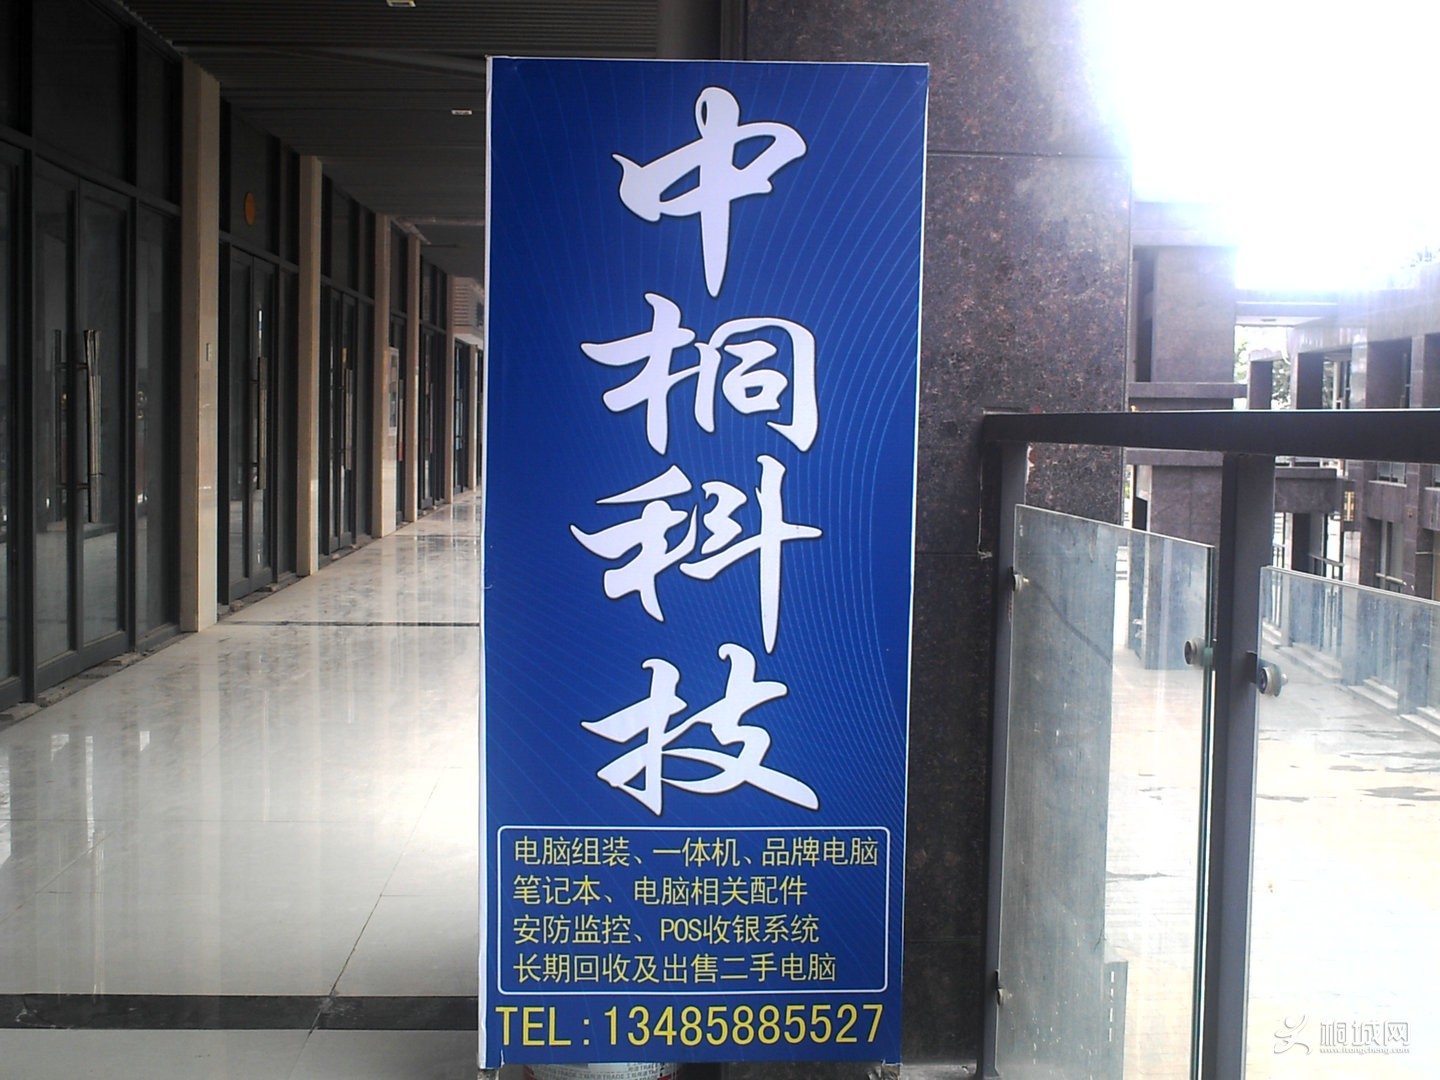 中桐科技
电脑组装、一体机、品牌电脑
笔记本、电脑相关配件
安防监控、POS收银系统
长期回收及出售二手电脑
TEL:13485885527
桐城网